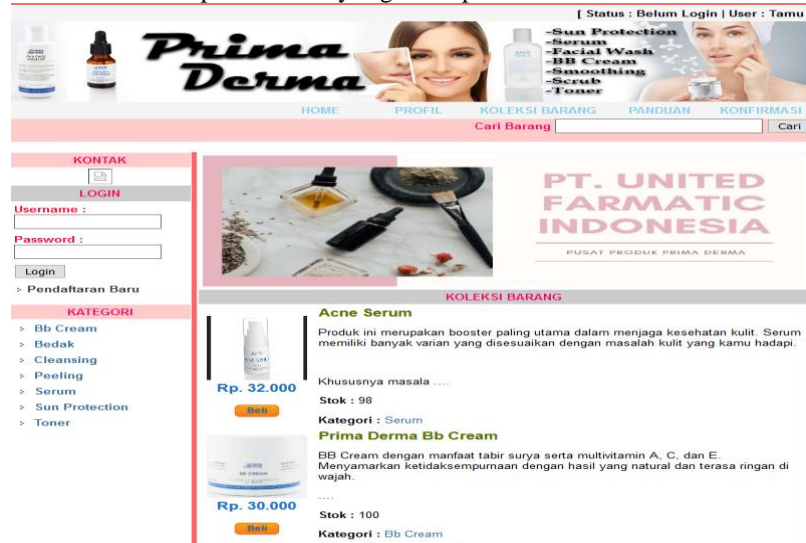 [ Status : Belum Login | User : Tamu
Prima
Derma
-Sun Protection
-Serum
-Facial Wash
-BB Cream
-Smoothing
-Scrub
-Toner
HOME PROFIL KOLEKSI BARANG PANDUAN KONFIRMASI
Cari Barang Cari
KONTAK
LOGIN
Username :
Password :
Login
Pendaftaran Baru
KATEGORI
Bb Cream
Bedak
Cleansing
Peeling
Serum
Sun Protection
Toner
PT. UNITED
FARMATIC
INDONESIA
PUSAT PRODUK PRIMA DERMA
KOLEKSI BARANG
Acne Serum
Produk ini merupakan booster paling utama dalam menjaga kesehatan kulit. Serum
memiliki banyak varian yang disesuaikan dengan masalah kulit yang kamu hadapi.
Khususnya masala ....
Rp. 32.000
Beli
Stok : 98
Kategori : Serum
Prima Derma Bb Cream
BB Cream dengan manfaat tabir surya serta multivitamin A, C, dan E.
Menyamarkan ketidaksempurnaan dengan hasil yang natural dan terasa ringan di
wajah.
....
BB CREAM
Rp. 30.000
Beli
Stok : 100
Kategori : Bb Cream